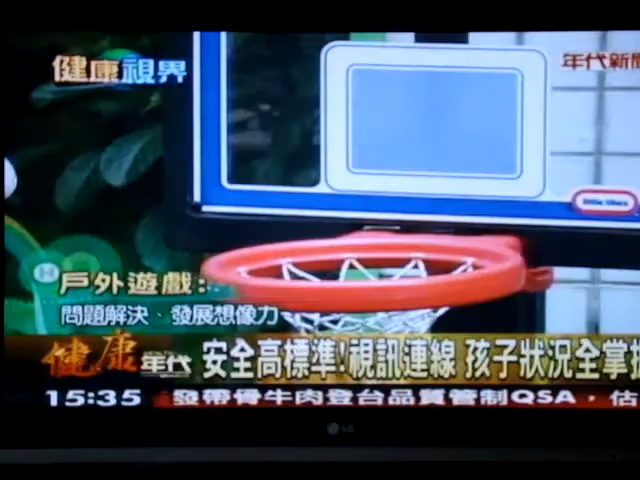 健康視界
年代新聞
little tikes
戶外遊戲:
問題解決、發展想像力
健康年代 安全高標準!視訊連線 孩子狀況全掌握
15:35 發帶骨牛肉登台品質管制QSA,估
LG